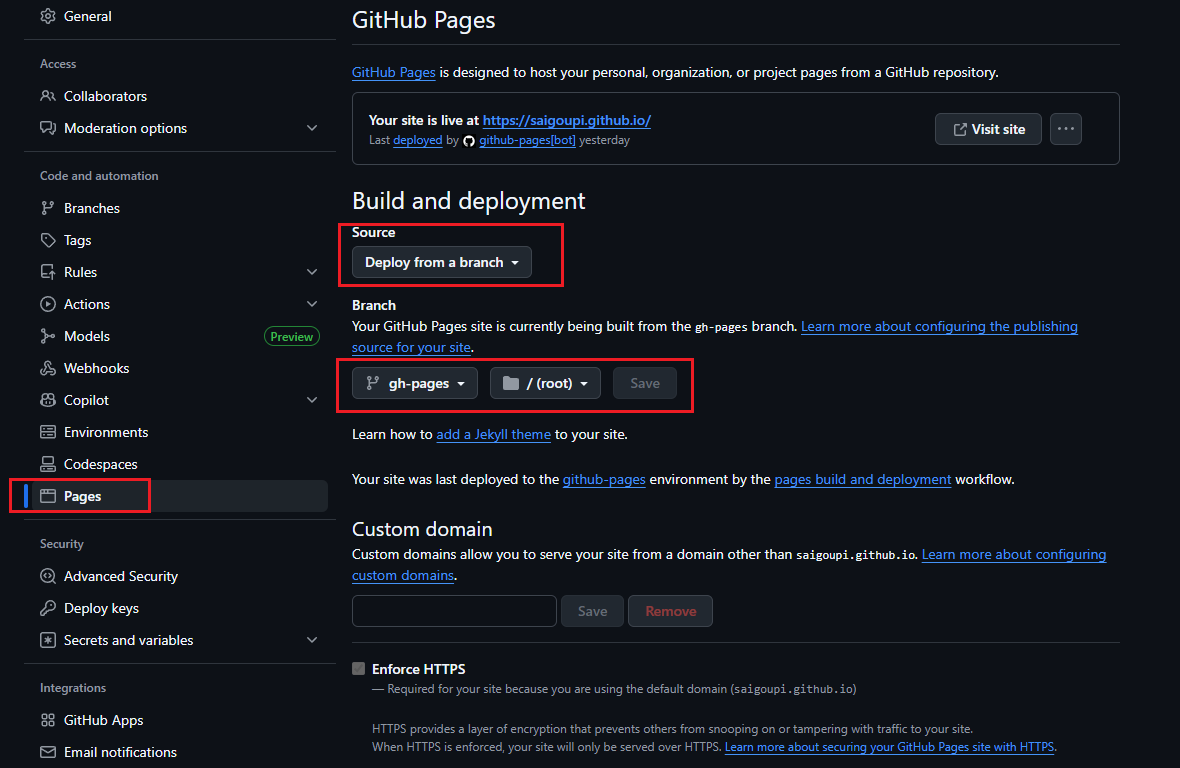 General
Access
Collaborators
Moderation options
Code and automation
Branches
Tags
Rules
Actions
Models Preview
Webhooks
Copilot
Environments
Codespaces
Pages
Security
Advanced Security
Deploy keys
Secrets and variables
Integrations
GitHub Apps
Email notifications
GitHub Pages
GitHub Pages is designed to host your personal, organization, or project pages from a GitHub repository.
Your site is live at https://saigoupi.github.io/
Last deployed by github-pages[bot] yesterday
Visit site
Build and deployment
Source
Deploy from a branch
Branch
Your GitHub Pages site is currently being built from the gh-pages branch. Learn more about configuring the publishing
source for your site.
gh-pages / (root) Save
Learn how to add a Jekyll theme to your site.
Your site was last deployed to the github-pages environment by the pages build and deployment workflow.
Custom domain
Custom domains allow you to serve your site from a domain other than saigoupi.github.io. Learn more about configuring
custom domains.
Save Remove
Enforce HTTPS
— Required for your site because you are using the default domain (saigoupi.github.io)
HTTPS provides a layer of encryption that prevents others from snooping on or tampering with traffic to your site.
When HTTPS is enforced, your site will only be served over HTTPS. Learn more about securing your GitHub Pages site with HTTPS.